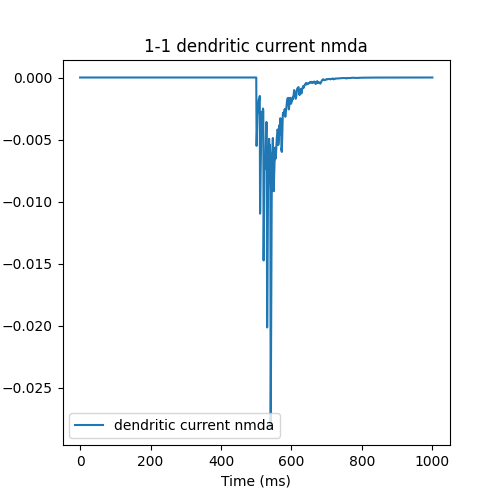 1-1 dendritic current nmda
0.000
−0.005
−0.010
−0.015
−0.020
−0.025
dendritic current nmda
0 200 400 600 800 1000
Time (ms)